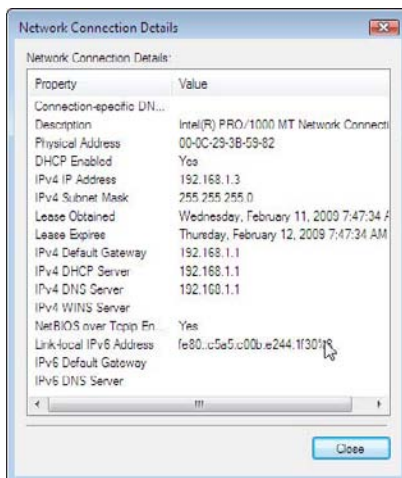 Network Connection Details
Network Connection Details:
Property Value
Connection-specific DN...
Description Intel(R) PRO/1000 MT Network Connecti
Physical Address 00-0C-29-3B-59-82
DHCP Enabled Yes
IPv4 IP Address 192.168.1.3
IPv4 Subnet Mask 255.255.255.0
Lease Obtained Wednesday, February 11, 2009 7:47:34 A
Lease Expires Thursday, February 12, 2009 7:47:34 AM
IPv4 Default Gateway 192.168.1.1
IPv4 DHCP Server 192.168.1.1
IPv4 DNS Server 192.168.1.1
IPv4 WINS Server
NetBIOS over Tcpip En... Yes
Link-local IPv6 Address
IPv6 Default Gateway
IPv6 DNS Server
Close